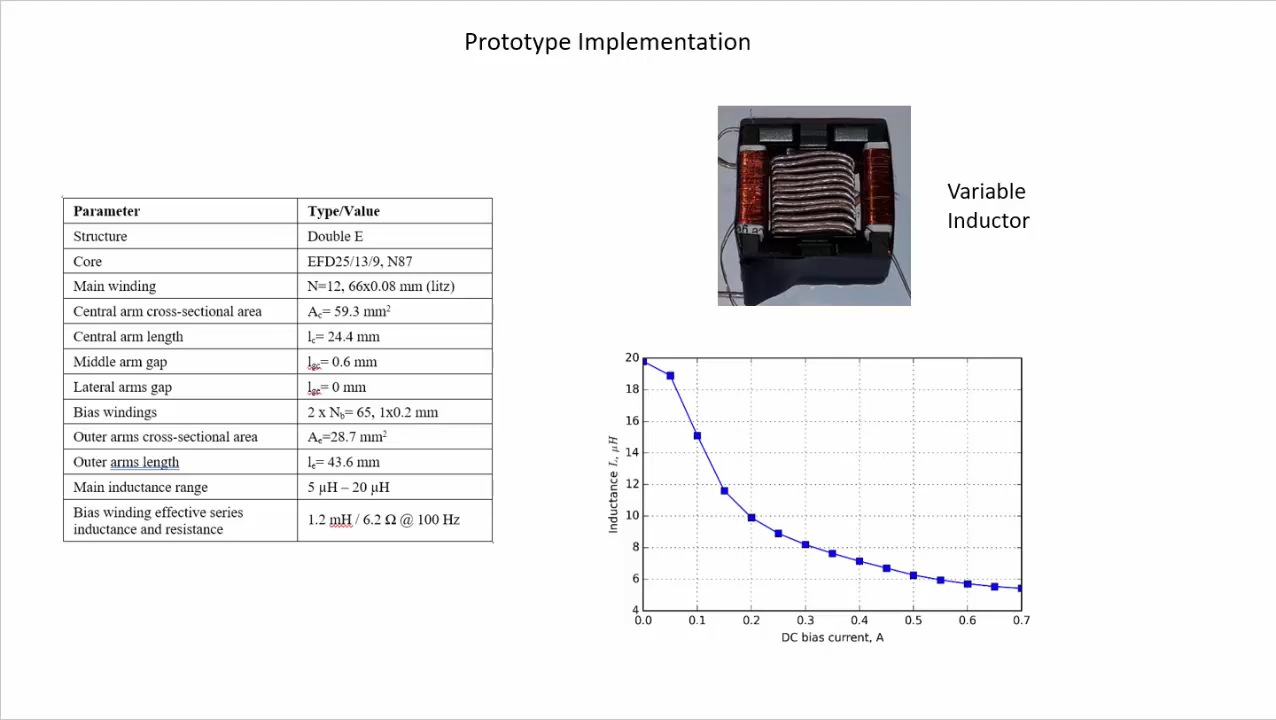 Prototype Implementation
Parameter Type/Value
Structure Double E
Core EFD25/13/9, N87
Main winding N=12, 66x0.08 mm (litz)
Central arm cross-sectional area Ac= 59.3 mm²
Central arm length lc= 24.4 mm
Middle arm gap lgc= 0.6 mm
Lateral arms gap lge= 0 mm
Bias windings 2 x Nb= 65, 1x0.2 mm
Outer arms cross-sectional area Ae=28.7 mm²
Outer arms length le= 43.6 mm
Main inductance range 5 µH – 20 µH
Bias winding effective series
inductance and resistance 1.2 mH / 6.2 Ω @ 100 Hz
Variable
Inductor
20
18
16
14
12
10
8
6
4
Inductance L, µH
0.0 0.1 0.2 0.3 0.4 0.5 0.6 0.7
DC bias current, A